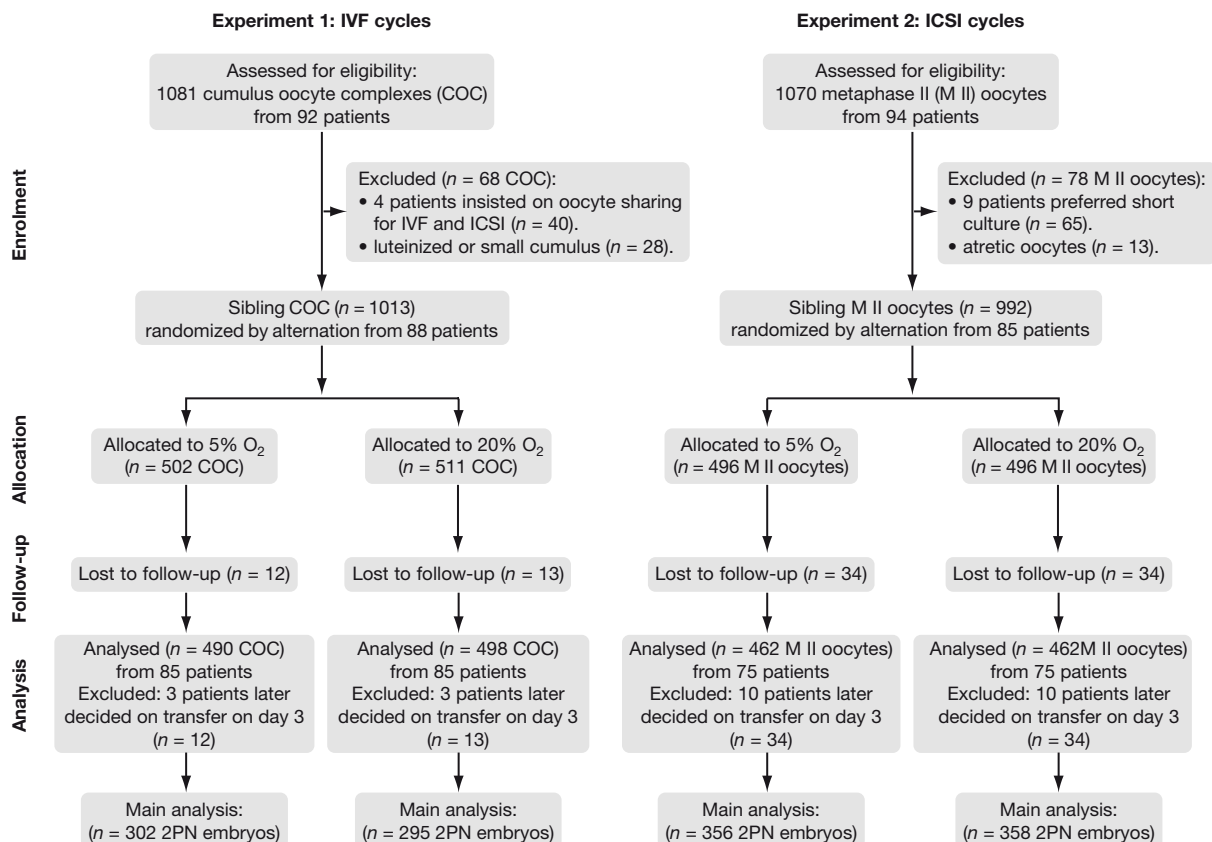 Experiment 1: IVF cycles
Experiment 2: ICSI cycles
Assessed for eligibility:
1081 cumulus oocyte complexes (COC)
from 92 patients
Assessed for eligibility:
1070 metaphase II (M II) oocytes
from 94 patients
Enrolment
Excluded (n = 68 COC):
• 4 patients insisted on oocyte sharing
for IVF and ICSI (n = 40).
• luteinized or small cumulus (n = 28).
Excluded (n = 78 M II oocytes):
• 9 patients preferred short
culture (n = 65).
• atretic oocytes (n = 13).
Sibling COC (n = 1013)
randomized by alternation from 88 patients
Sibling M II oocytes (n = 992)
randomized by alternation from 85 patients
Allocation
Allocated to 5% O₂
(n = 502 COC)
Allocated to 20% O₂
(n = 511 COC)
Allocated to 5% O₂
(n = 496 M II oocytes)
Allocated to 20% O₂
(n = 496 M II oocytes)
Follow-up
Lost to follow-up (n = 12)
Lost to follow-up (n = 13)
Lost to follow-up (n = 34)
Lost to follow-up (n = 34)
Analysis
Analysed (n = 490 COC)
from 85 patients
Excluded: 3 patients later
decided on transfer on day 3
(n = 12)
Analysed (n = 498 COC)
from 85 patients
Excluded: 3 patients later
decided on transfer on day 3
(n = 13)
Analysed (n = 462 M II oocytes)
from 75 patients
Excluded: 10 patients later
decided on transfer on day 3
(n = 34)
Analysed (n = 462M II oocytes)
from 75 patients
Excluded: 10 patients later
decided on transfer on day 3
(n = 34)
Main analysis:
(n = 302 2PN embryos)
Main analysis:
(n = 295 2PN embryos)
Main analysis:
(n = 356 2PN embryos)
Main analysis:
(n = 358 2PN embryos)